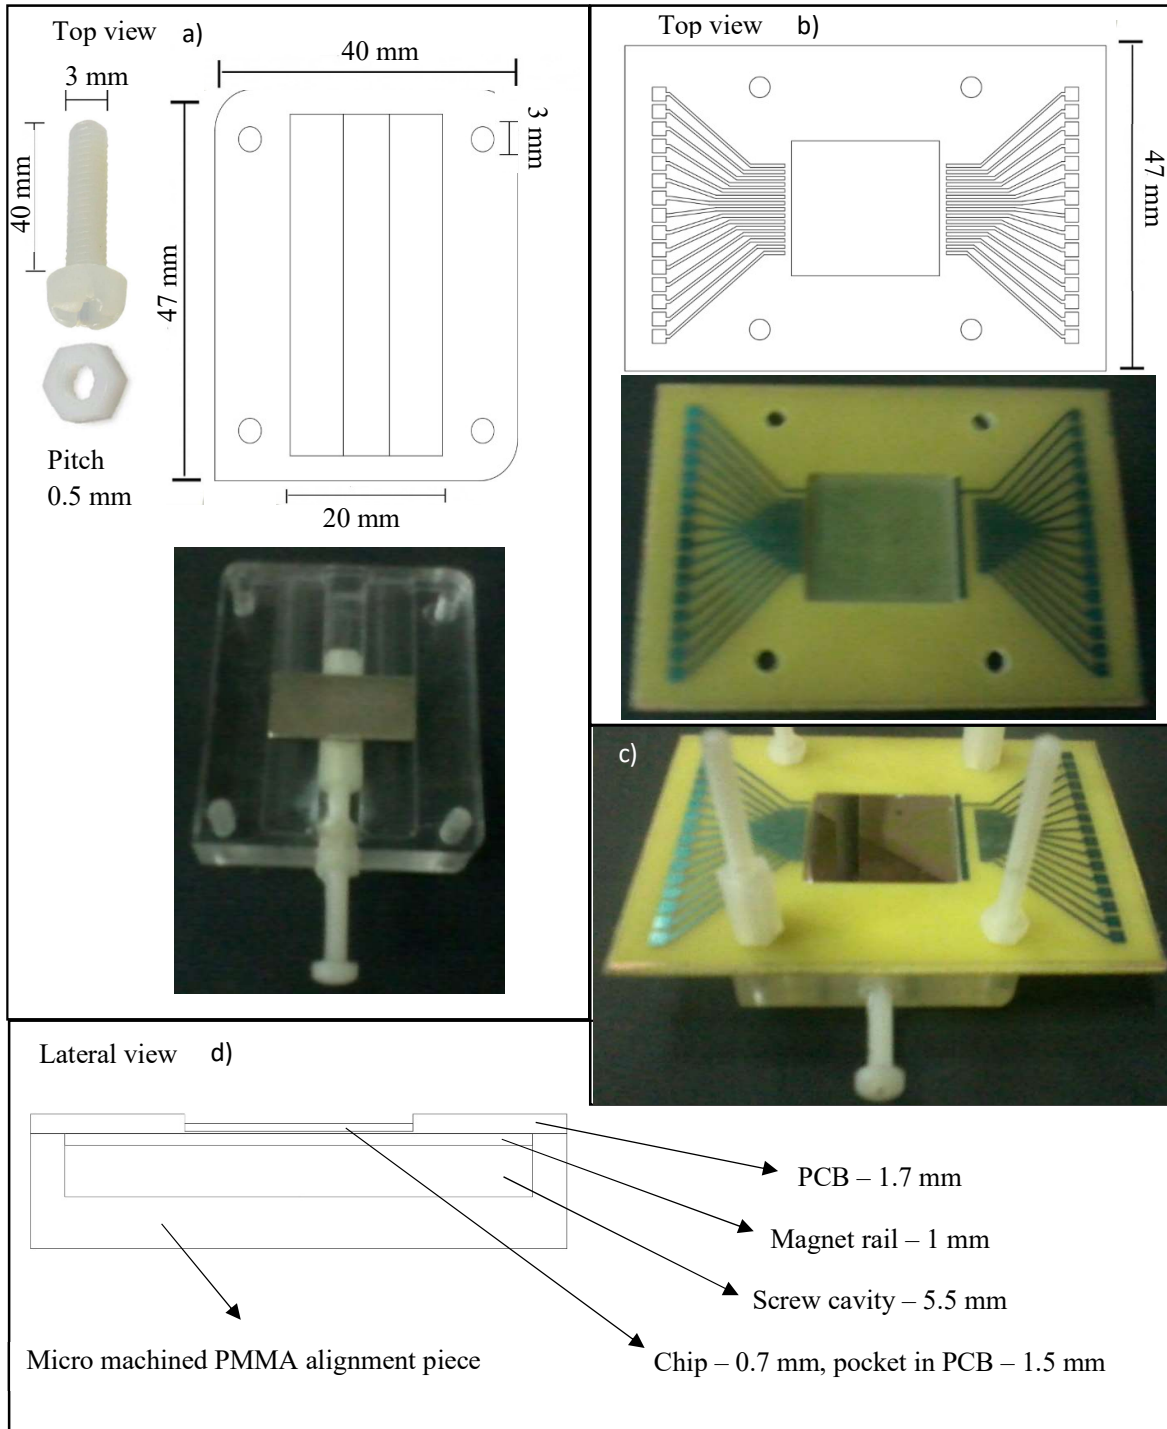 Top view a)
3 mm
40 mm
40 mm
3 mm
47 mm
Pitch
0.5 mm
20 mm
Top view b)
47 mm
c)
Lateral view d)
PCB – 1.7 mm
Magnet rail – 1 mm
Screw cavity – 5.5 mm
Micro machined PMMA alignment piece
Chip – 0.7 mm, pocket in PCB – 1.5 mm